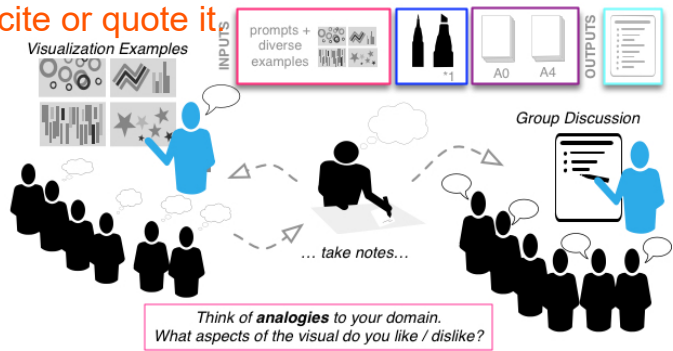 cite or quote it.
Visualization Examples
INPUTS
prompts +
diverse
examples
*1
A0
A4
OUTPUTS
Group Discussion
... take notes...
Think of analogies to your domain.
What aspects of the visual do you like / dislike?